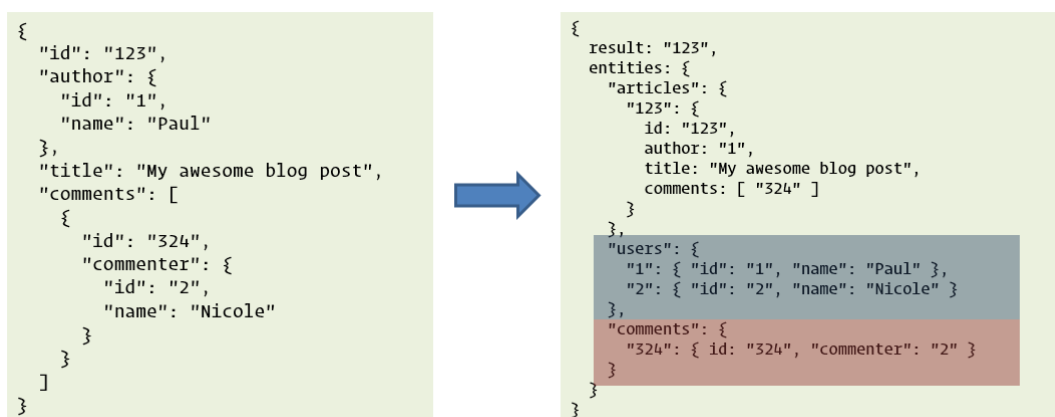 {
"id": "123",
"author": {
"id": "1",
"name": "Paul"
},
"title": "My awesome blog post",
"comments": [
{
"id": "324",
"commenter": {
"id": "2",
"name": "Nicole"
}
}
]
}
{
result: "123",
entities: {
"articles": {
"123": {
id: "123",
author: "1",
title: "My awesome blog post",
comments: [ "324" ]
}
},
"users": {
"1": { "id": "1", "name": "Paul" },
"2": { "id": "2", "name": "Nicole" }
},
"comments": {
"324": { id: "324", "commenter": "2" }
}
}
}